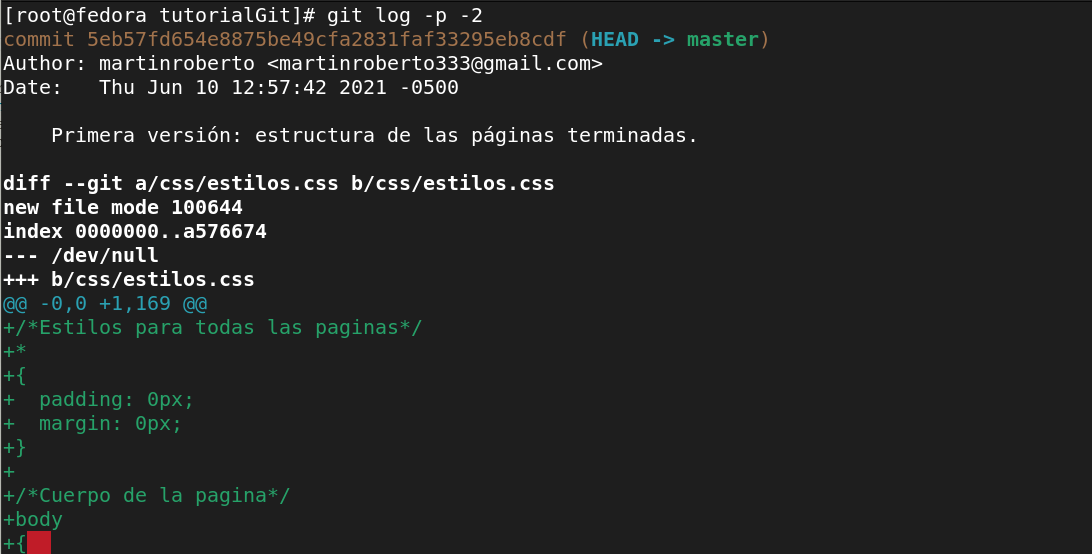 [root@fedora tutorialGit]# git log -p -2
commit 5eb57fd654e8875be49cfa2831faf33295eb8cdf (HEAD -> master)
Author: martinroberto <martinroberto333@gmail.com>
Date:   Thu Jun 10 12:57:42 2021 -0500

    Primera versión: estructura de las páginas terminadas.

diff --git a/css/estilos.css b/css/estilos.css
new file mode 100644
index 0000000..a576674
--- /dev/null
+++ b/css/estilos.css
@@ -0,0 +1,169 @@
+/*Estilos para todas las paginas*/
+*
+{
+  padding: 0px;
+  margin: 0px;
+}
+
+/*Cuerpo de la pagina*/
+body
+{